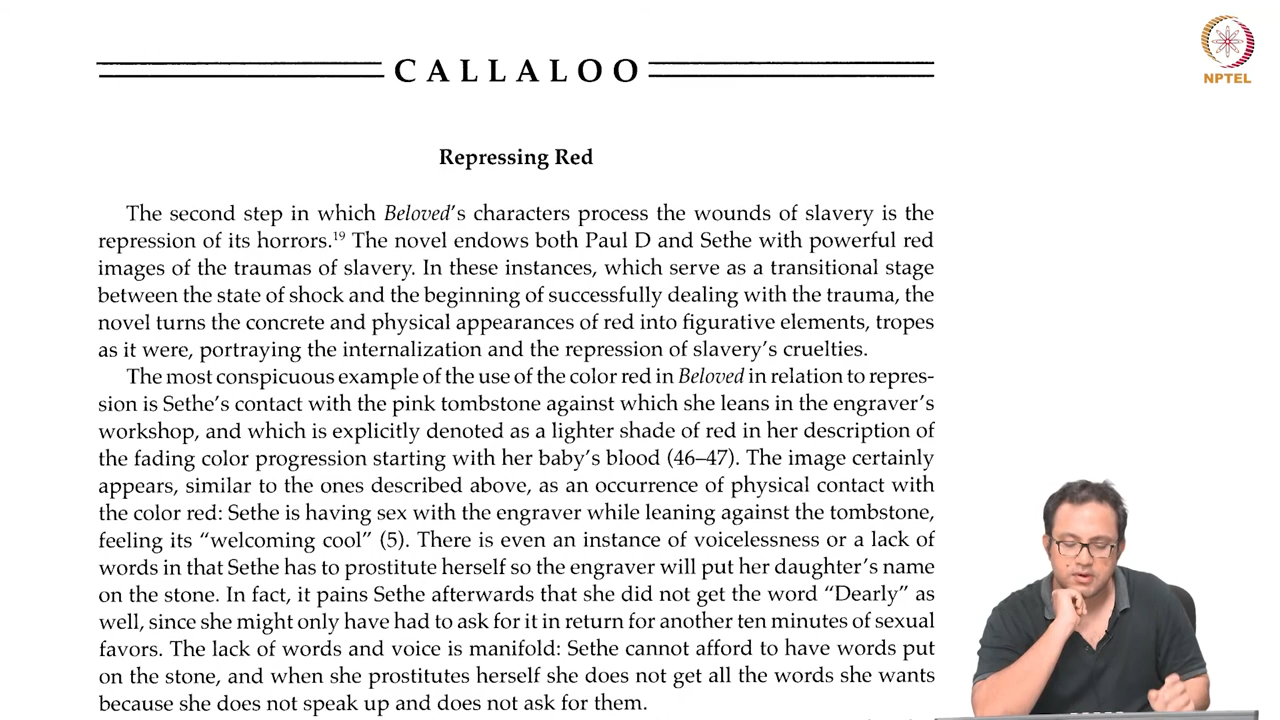 CALLALOO
NPTEL
Repressing Red
The second step in which Beloved's characters process the wounds of slavery is the
repression of its horrors.19 The novel endows both Paul D and Sethe with powerful red
images of the traumas of slavery. In these instances, which serve as a transitional stage
between the state of shock and the beginning of successfully dealing with the trauma, the
novel turns the concrete and physical appearances of red into figurative elements, tropes
as it were, portraying the internalization and the repression of slavery's cruelties.
The most conspicuous example of the use of the color red in Beloved in relation to repres-
sion is Sethe's contact with the pink tombstone against which she leans in the engraver's
workshop, and which is explicitly denoted as a lighter shade of red in her description of
the fading color progression starting with her baby's blood (46–47). The image certainly
appears, similar to the ones described above, as an occurrence of physical contact with
the color red: Sethe is having sex with the engraver while leaning against the tombstone,
feeling its “welcoming cool” (5). There is even an instance of voicelessness or a lack of
words in that Sethe has to prostitute herself so the engraver will put her daughter's name
on the stone. In fact, it pains Sethe afterwards that she did not get the word “Dearly” as
well, since she might only have had to ask for it in return for another ten minutes of sexual
favors. The lack of words and voice is manifold: Sethe cannot afford to have words put
on the stone, and when she prostitutes herself she does not get all the words she wants
because she does not speak up and does not ask for them.